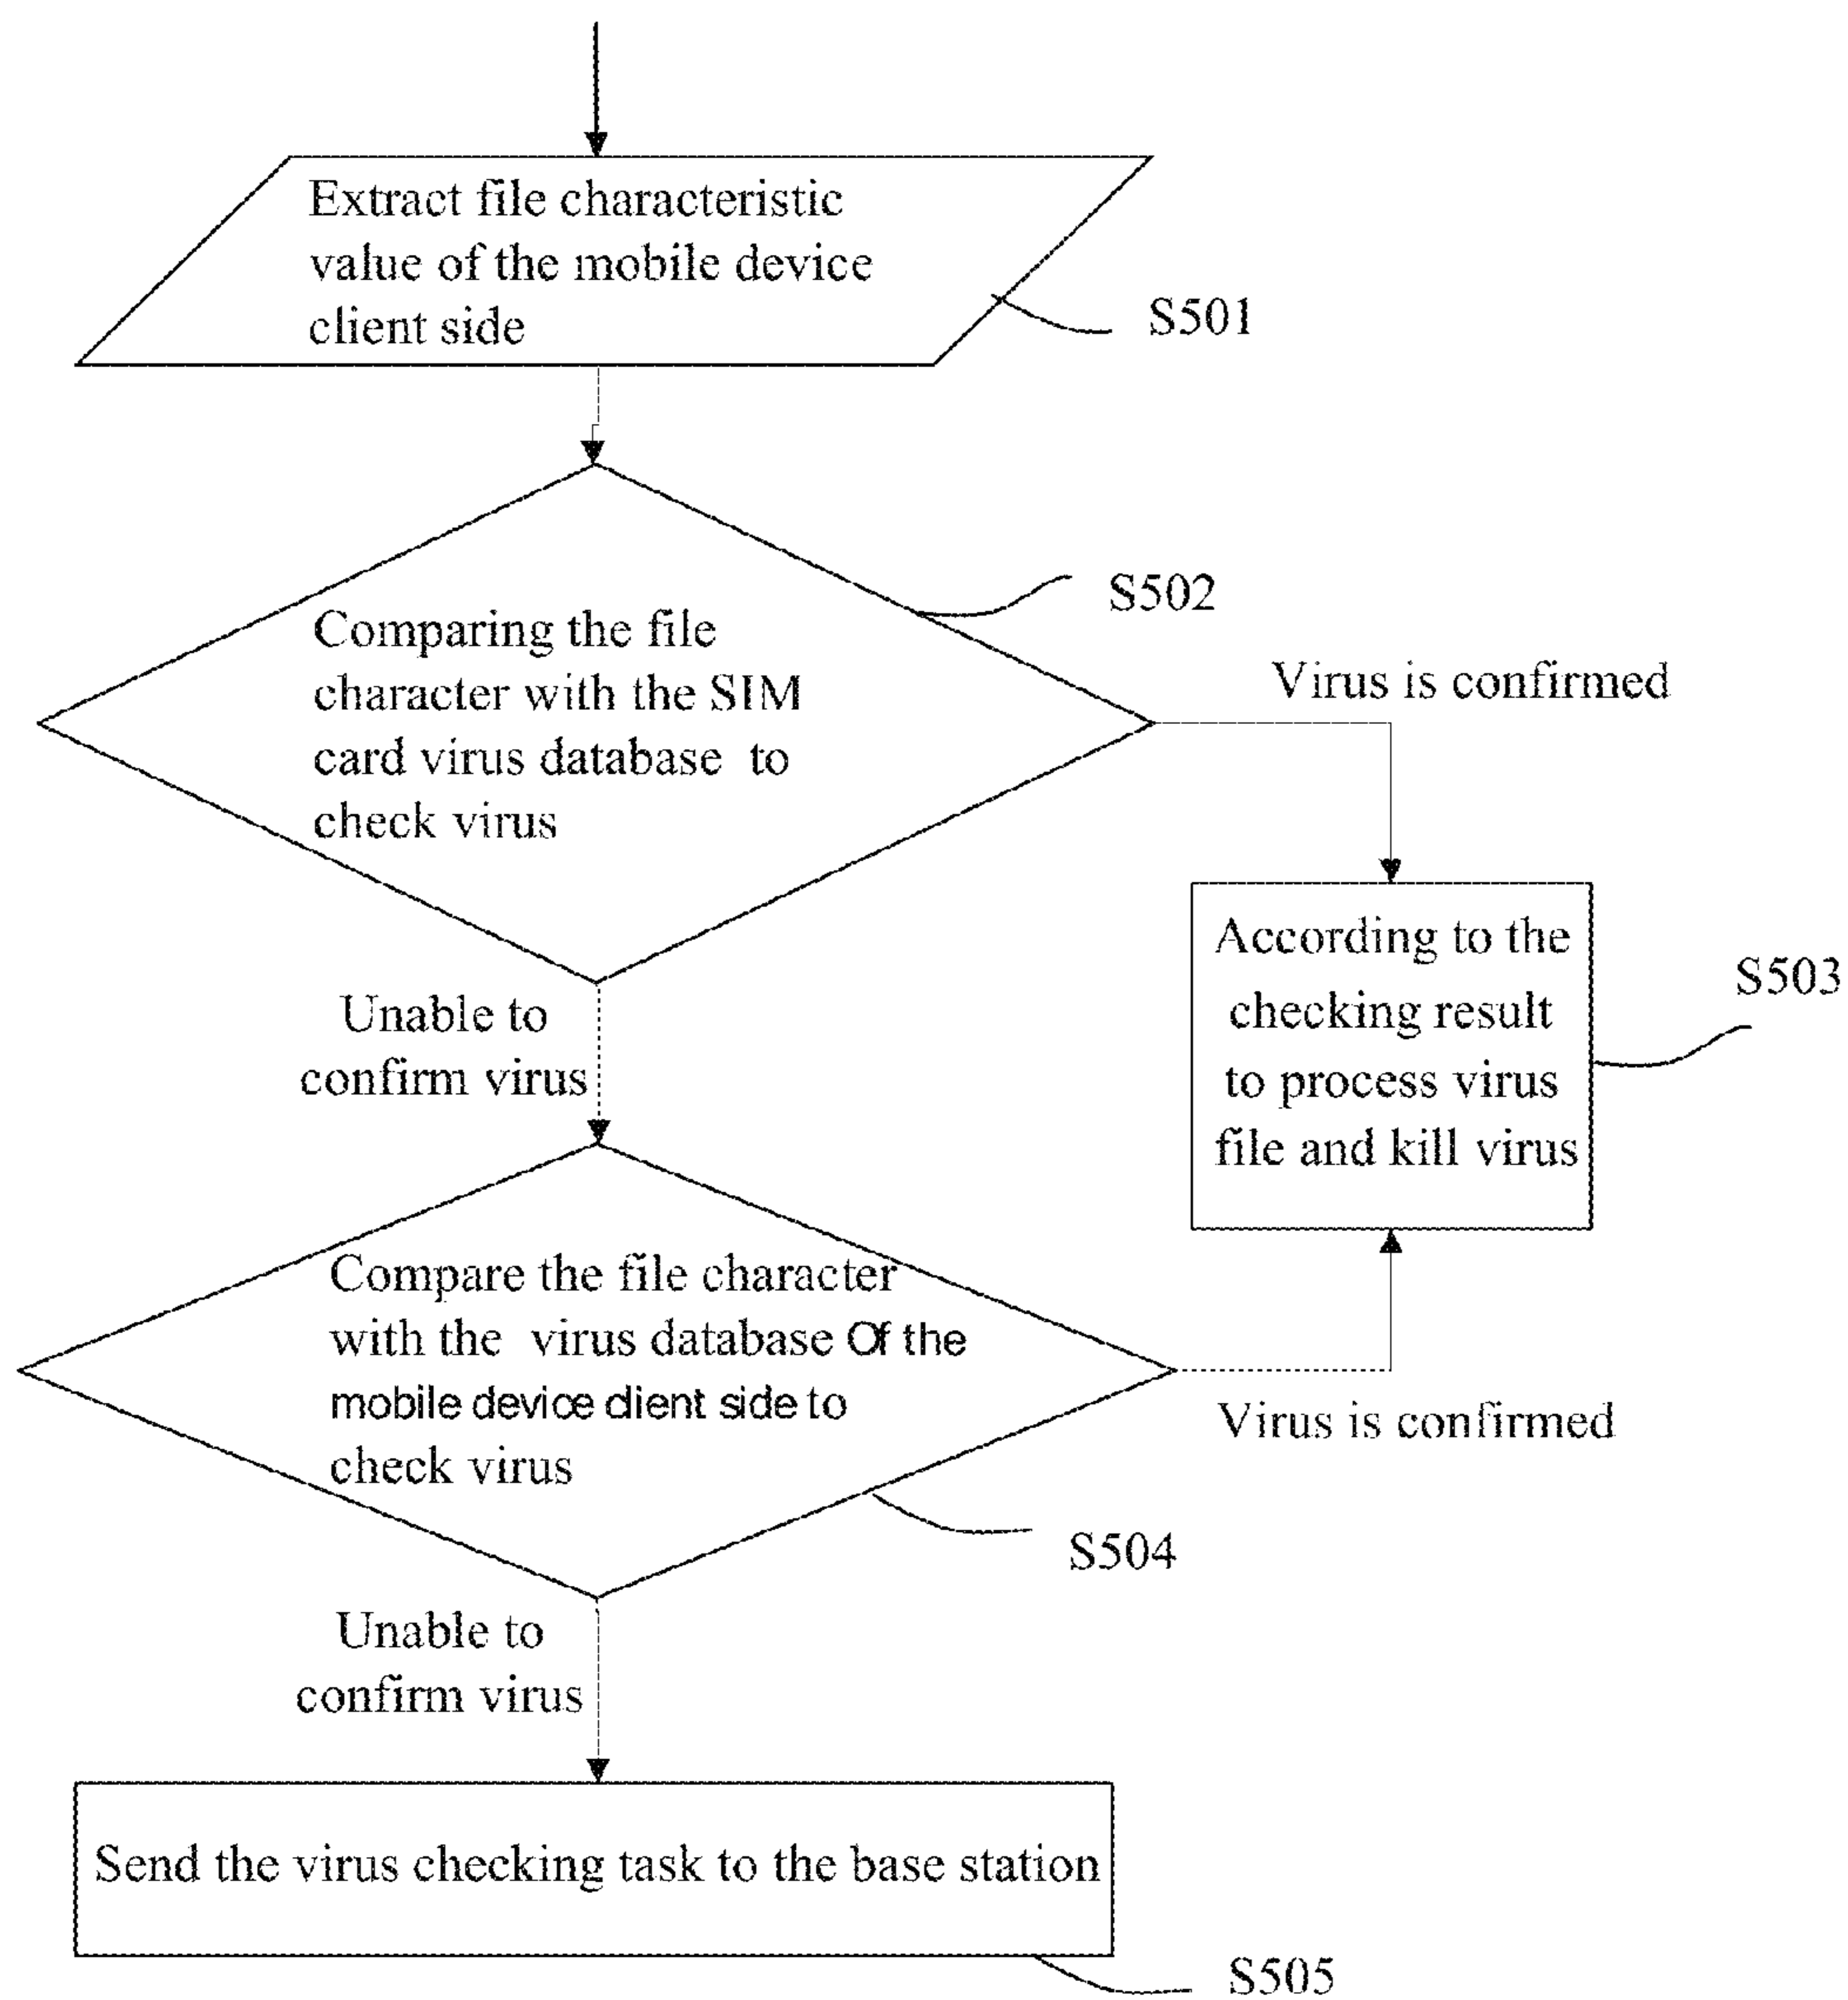 Extract file characteristic
value of the mobile device
client side
S501
S502
Comparing the file
character with the SIM
card virus database to
check virus
Virus is confirmed
According to the
checking result
to process virus
file and kill virus
S503
Unable to
confirm virus
Compare the file character
with the virus database Of the
mobile device client side to
check virus
Virus is confirmed
S504
Unable to
confirm virus
Send the virus checking task to the base station
S505